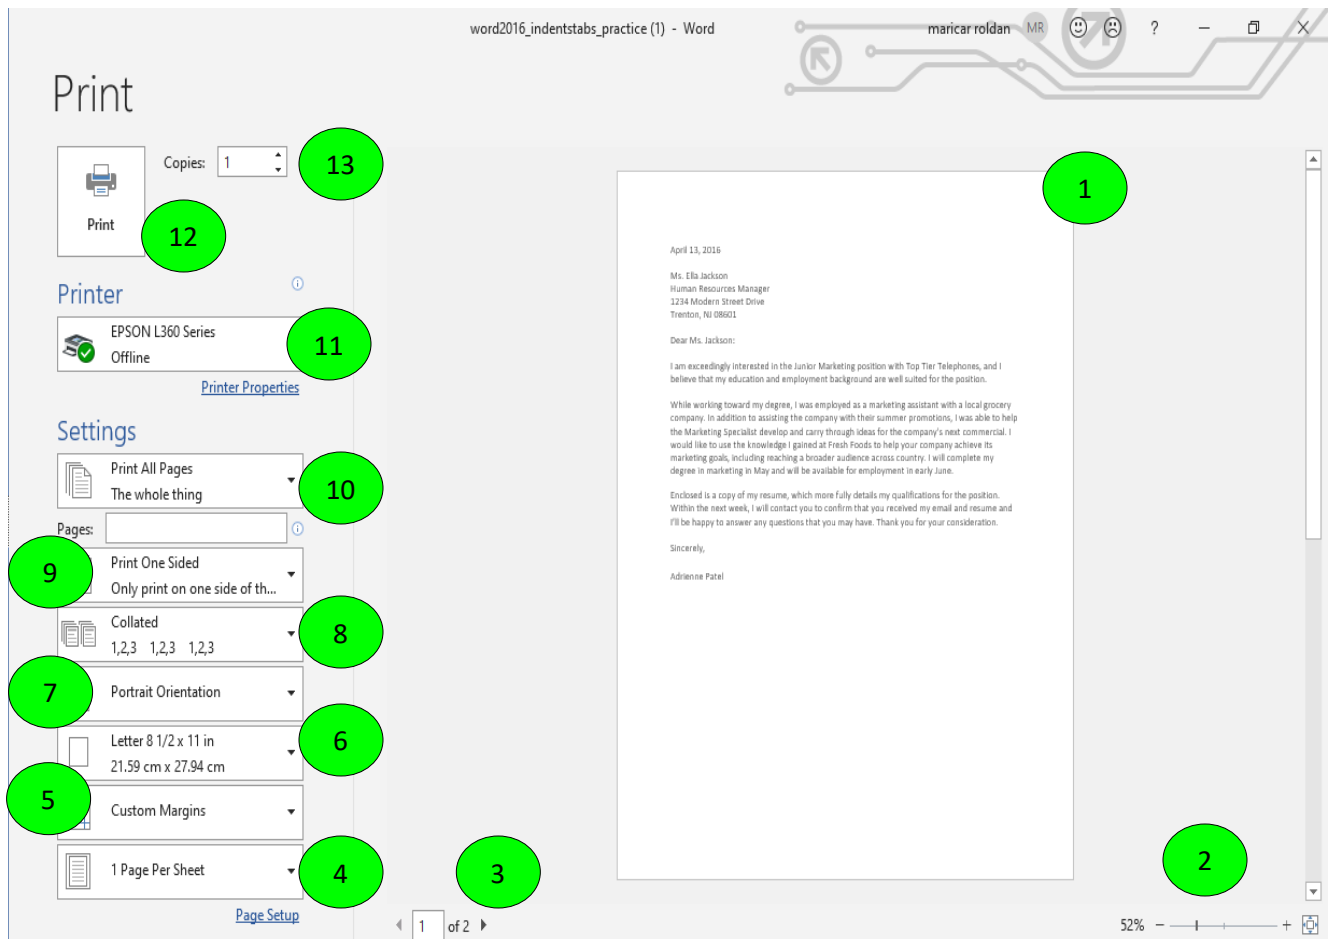 word2016_indentstabs_practice (1) - Word
maricar roldan MR ?
Print
Copies: 1
13
Print
12
1
Printer
EPSON L360 Series
Offline
11
Printer Properties
Settings
Print All Pages
The whole thing
10
Pages:
9
Print One Sided
Only print on one side of th...
Collated
1,2,3 1,2,3 1,2,3
8
7
Portrait Orientation
Letter 8 1/2 x 11 in
21.59 cm x 27.94 cm
6
5
Custom Margins
1 Page Per Sheet
4
Page Setup
April 13, 2016
Ms. Ella Jackson
Human Resources Manager
1234 Modern Street Drive
Trenton, NJ 08601
Dear Ms. Jackson:
I am exceedingly interested in the Junior Marketing position with Top Tier Telephones, and I
believe that my education and employment background are well suited for the position.
While working toward my degree, I was employed as a marketing assistant with a local grocery
company. In addition to assisting the company with their summer promotions, I was able to help
the Marketing Specialist develop and carry through ideas for the company's next commercial. I
would like to use the knowledge I gained at Fresh Foods to help your company achieve its
marketing goals, including reaching a broader audience across country. I will complete my
degree in marketing in May and will be available for employment in early June.
Enclosed is a copy of my resume, which more fully details my qualifications for the position.
Within the next week, I will contact you to confirm that you received my email and resume and
I'll be happy to answer any questions that you may have. Thank you for your consideration.
Sincerely,
Adrienne Patel
3
2
1 of 2
52%